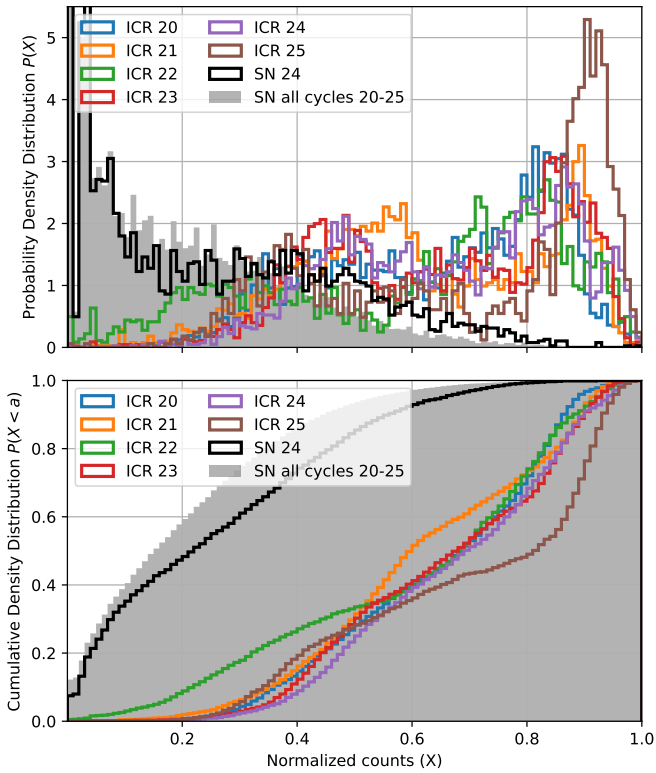 5
4
3
2
1
0
Probability Density Distribution P(X)
ICR 20
ICR 21
ICR 22
ICR 23
ICR 24
ICR 25
SN 24
SN all cycles 20-25
1.0
0.8
0.6
0.4
0.2
0.0
Cumulative Density Distribution P(X < a)
ICR 20
ICR 21
ICR 22
ICR 23
ICR 24
ICR 25
SN 24
SN all cycles 20-25
0.2
0.4
0.6
0.8
1.0
Normalized counts (X)